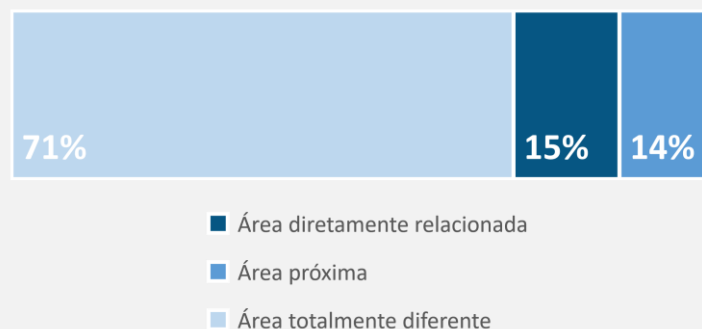 71% 15% 14%
Área diretamente relacionada
Área próxima
Área totalmente diferente